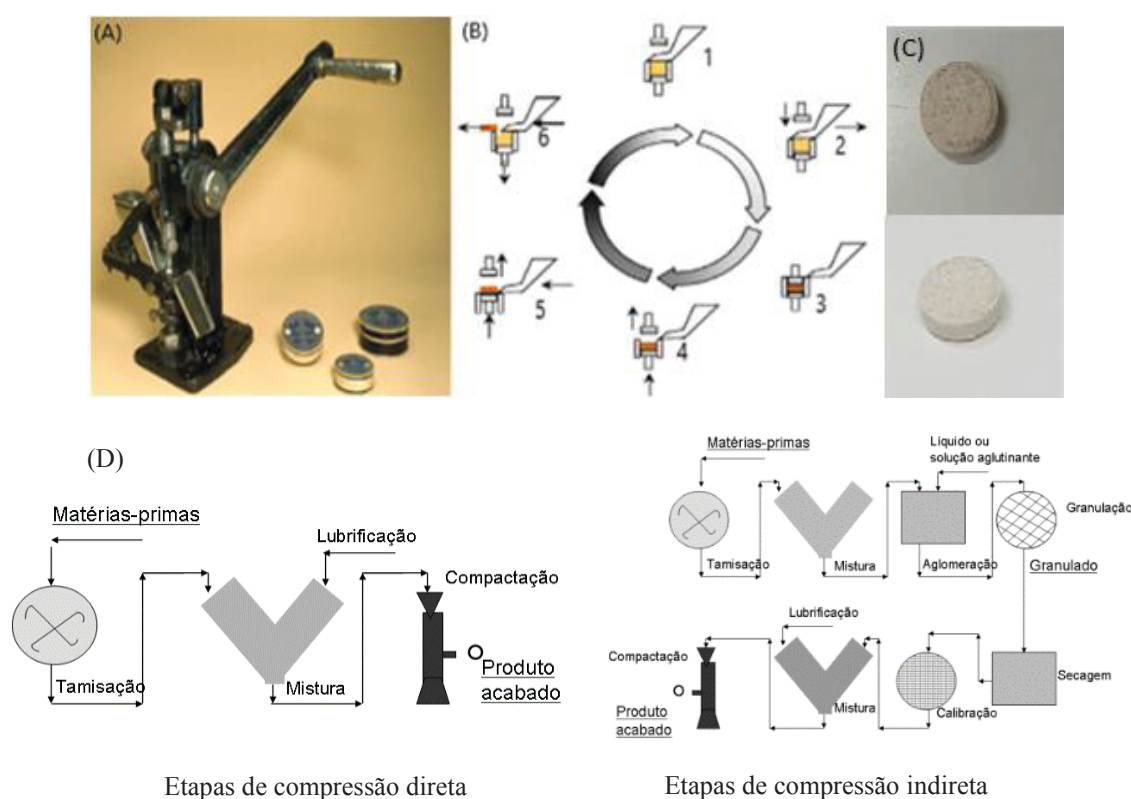 (A)
(B)
(C)
1
2
3
4
5
6
(D)
Matérias-primas
Lubrificação
Compactação
Tamisação
Mistura
Produto
acabado
Etapas de compressão direta
Matérias-primas
Líquido ou
solução aglutinante
Granulação
Tamisação
Mistura
Aglomeração
Granulado
Lubrificação
Compactação
Secagem
Mistura
Calibração
Produto
acabado
Etapas de compressão indireta